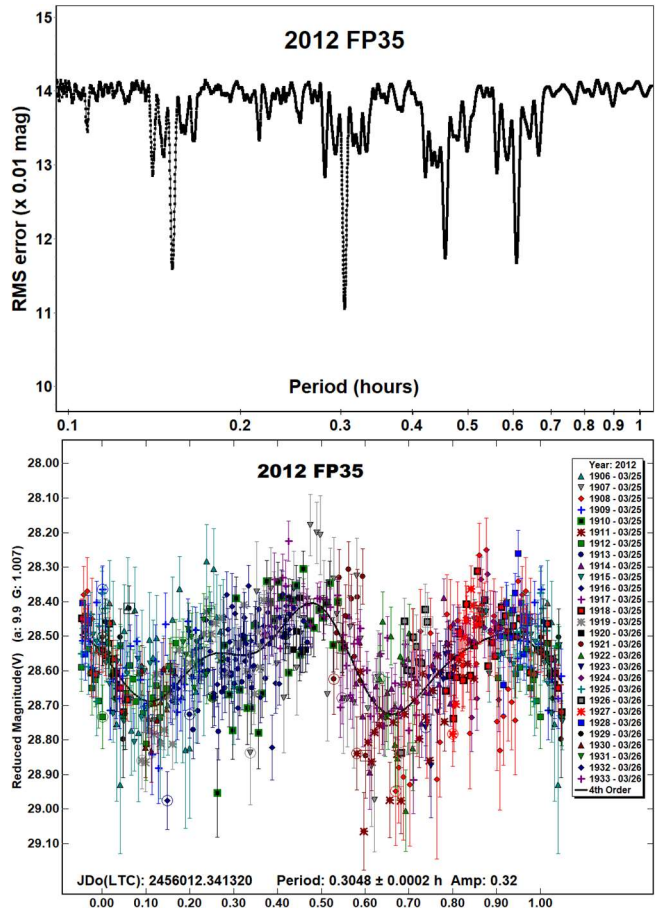 15
2012 FP35
14
13
12
11
10
RMS error (x 0.01 mag)
Period (hours)
0.1 0.2 0.3 0.4 0.5 0.6 0.7 0.8 0.9 1
28.00
28.10
28.20
28.30
28.40
28.50
28.60
28.70
28.80
28.90
29.00
29.10
Reduced Magnitude(V) (a: 9.9 G: 1.007)
2012 FP35
Year: 2012
1906 - 03/25
1907 - 03/25
1908 - 03/25
1909 - 03/25
1910 - 03/25
1911 - 03/25
1912 - 03/25
1913 - 03/25
1914 - 03/25
1915 - 03/25
1916 - 03/25
1917 - 03/25
1918 - 03/25
1919 - 03/25
1920 - 03/26
1921 - 03/26
1922 - 03/26
1923 - 03/26
1924 - 03/26
1925 - 03/26
1926 - 03/26
1927 - 03/26
1928 - 03/26
1929 - 03/26
1930 - 03/26
1931 - 03/26
1932 - 03/26
1933 - 03/26
4th Order
JDo(LTC): 2456012.341320 Period: 0.3048 ± 0.0002 h Amp: 0.32
0.00 0.10 0.20 0.30 0.40 0.50 0.60 0.70 0.80 0.90 1.00